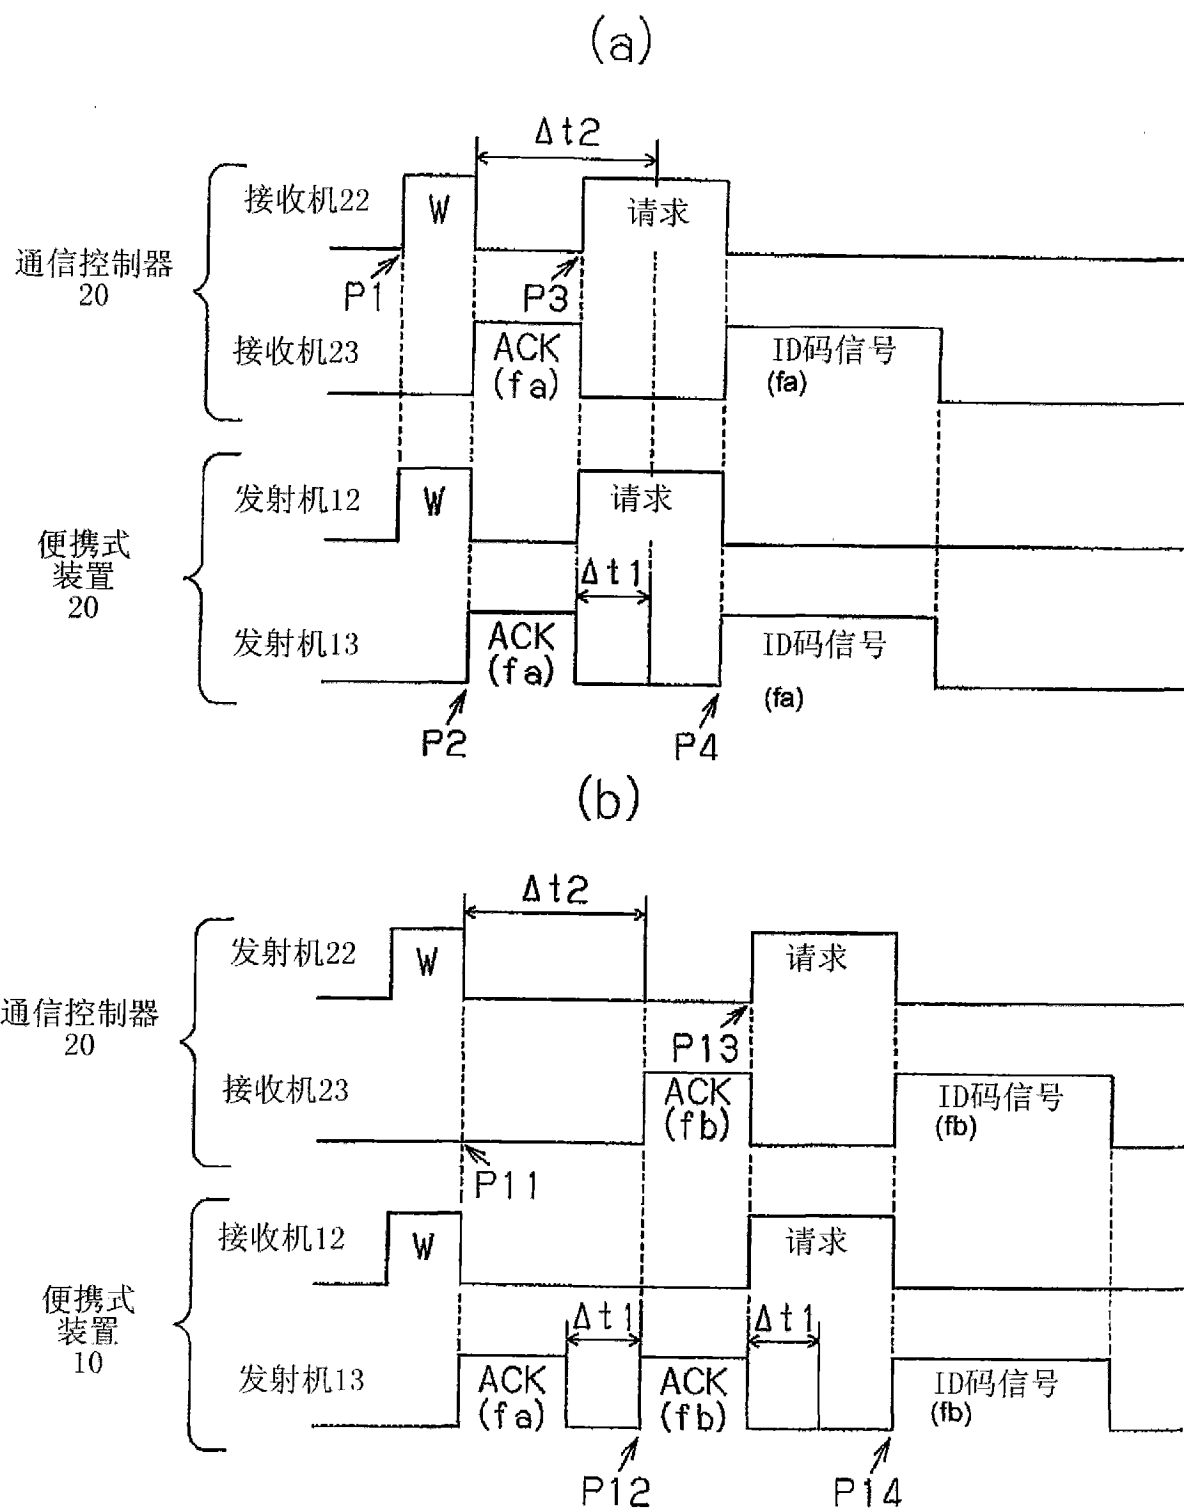 (a)
Δt2
接收机22
W
请求
通信控制器
20
P1
P3
接收机23
ACK
(fa)
ID码信号
(fa)
发射机12
W
请求
便携式
装置
20
Δt1
发射机13
ACK
(fa)
ID码信号
(fa)
P2
P4
(b)
Δt2
发射机22
W
请求
通信控制器
20
P13
接收机23
ACK
(fb)
ID码信号
(fb)
P11
接收机12
W
请求
便携式
装置
10
Δt1
Δt1
发射机13
ACK
(fa)
ACK
(fb)
ID码信号
(fb)
P12
P14